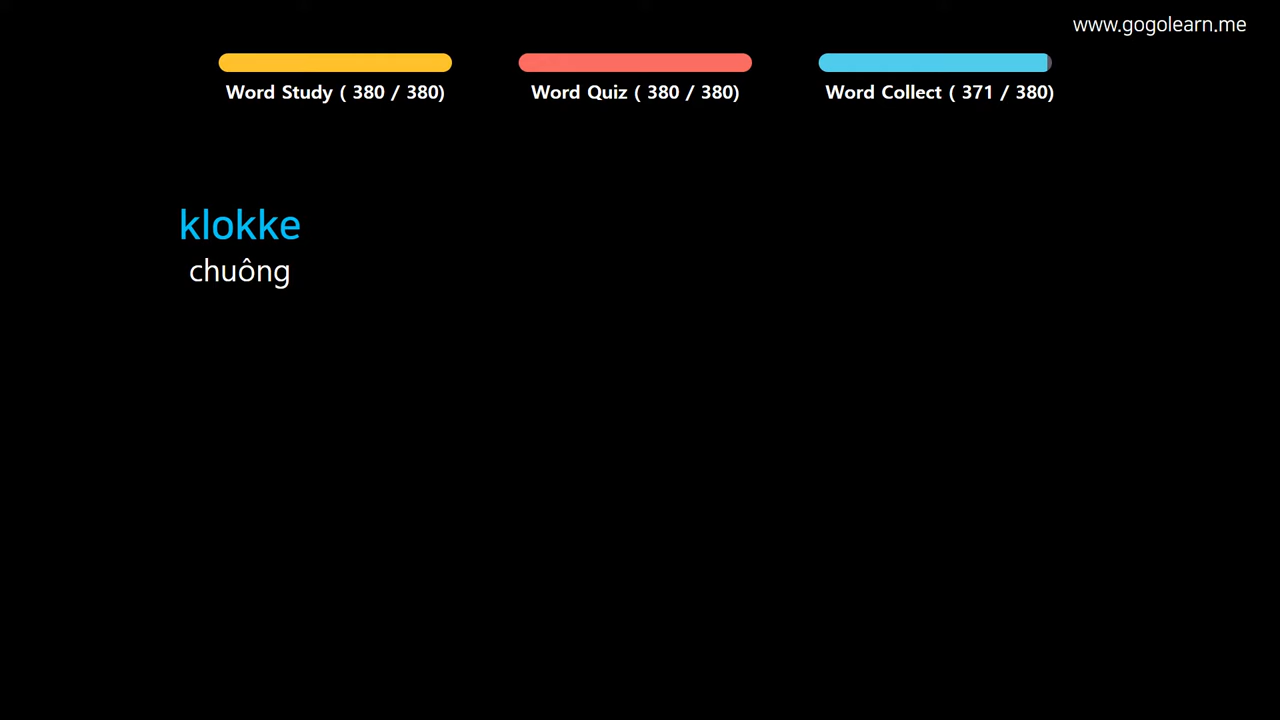 www.gogolearn.me
Word Study ( 380 / 380)
Word Quiz ( 380 / 380)
Word Collect ( 371 / 380)
klokke
chuông